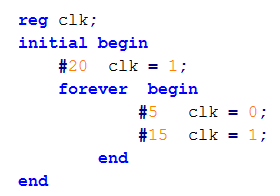 reg clk;
initial begin
#20 clk = 1;
forever begin
#5 clk = 0;
#15 clk = 1;
end
end